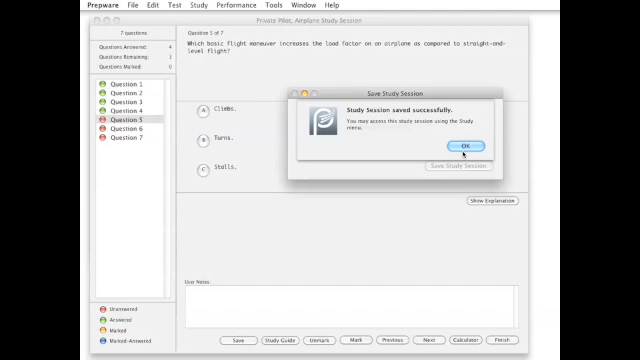 Prepware File Edit Test Study Performance Tools Window Help
Private Pilot: Airplane Study Session
7 questions
Question 5 of 7
Questions Answered: 4
Questions Remaining: 3
Questions Marked: 0
Which basic flight maneuver increases the load factor on an airplane as compared to straight-and-
level flight?
Question 1
Question 2
Question 3
Question 4
Question 5
Question 6
Question 7
A Climbs.
B Turns.
C Stalls.
Save Study Session
Study Session saved successfully.
You may access this study session using the Study
menu.
OK
Save Study Session
Show Explanation
User Notes:
Unanswered
Answered
Marked
Marked-Answered
Save Study Guide Unmark Mark Previous Next Calculator Finish